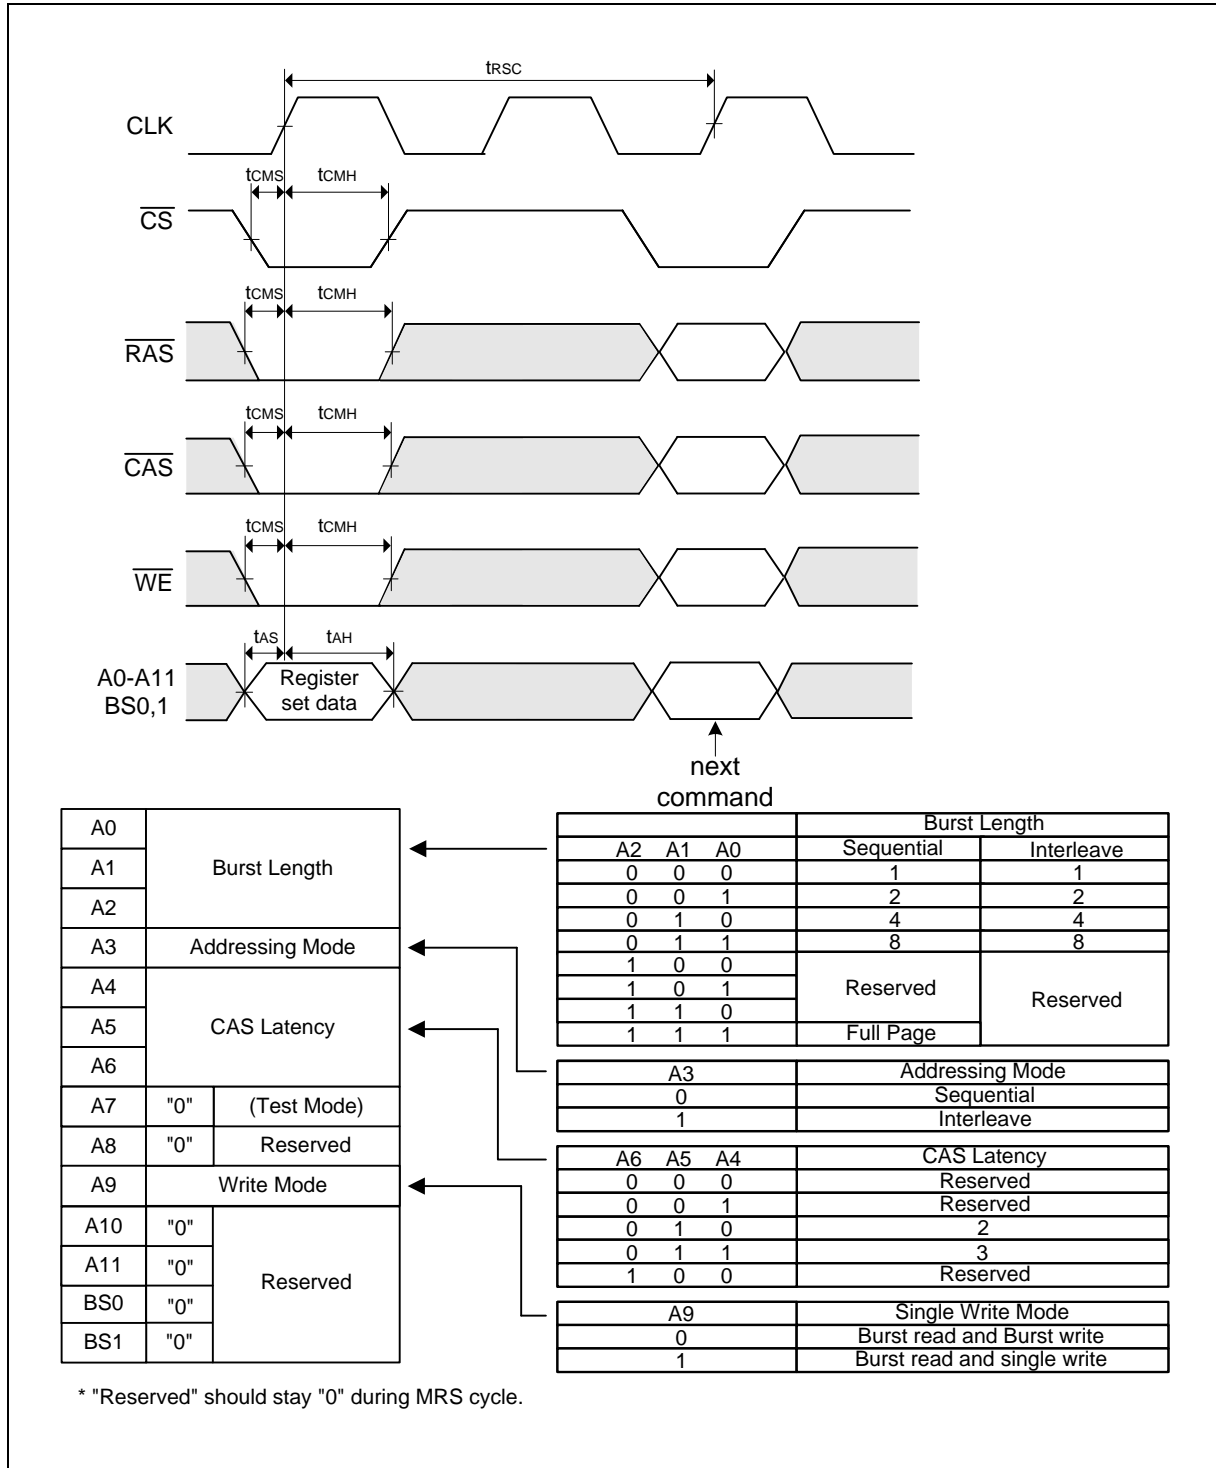 tRSC
CLK
tCMS tCMH
CS
tCMS tCMH
RAS
tCMS tCMH
CAS
tCMS tCMH
WE
tAS tAH
A0-A11
BS0,1
Register
set data
next
command
A0
A1
A2
Burst Length
A3 Addressing Mode
A4
A5
A6
CAS Latency
A7 "0" (Test Mode)
A8 "0" Reserved
A9 Write Mode
A10 "0"
A11 "0"
BS0 "0"
BS1 "0"
Reserved
Burst Length
A2 A1 A0 Sequential Interleave
0 0 0 1 1
0 0 1 2 2
0 1 0 4 4
0 1 1 8 8
1 0 0
1 0 1 Reserved Reserved
1 1 0
1 1 1 Full Page
A3 Addressing Mode
0 Sequential
1 Interleave
A6 A5 A4 CAS Latency
0 0 0 Reserved
0 0 1 Reserved
0 1 0 2
0 1 1 3
1 0 0 Reserved
A9 Single Write Mode
0 Burst read and Burst write
1 Burst read and single write
* "Reserved" should stay "0" during MRS cycle.